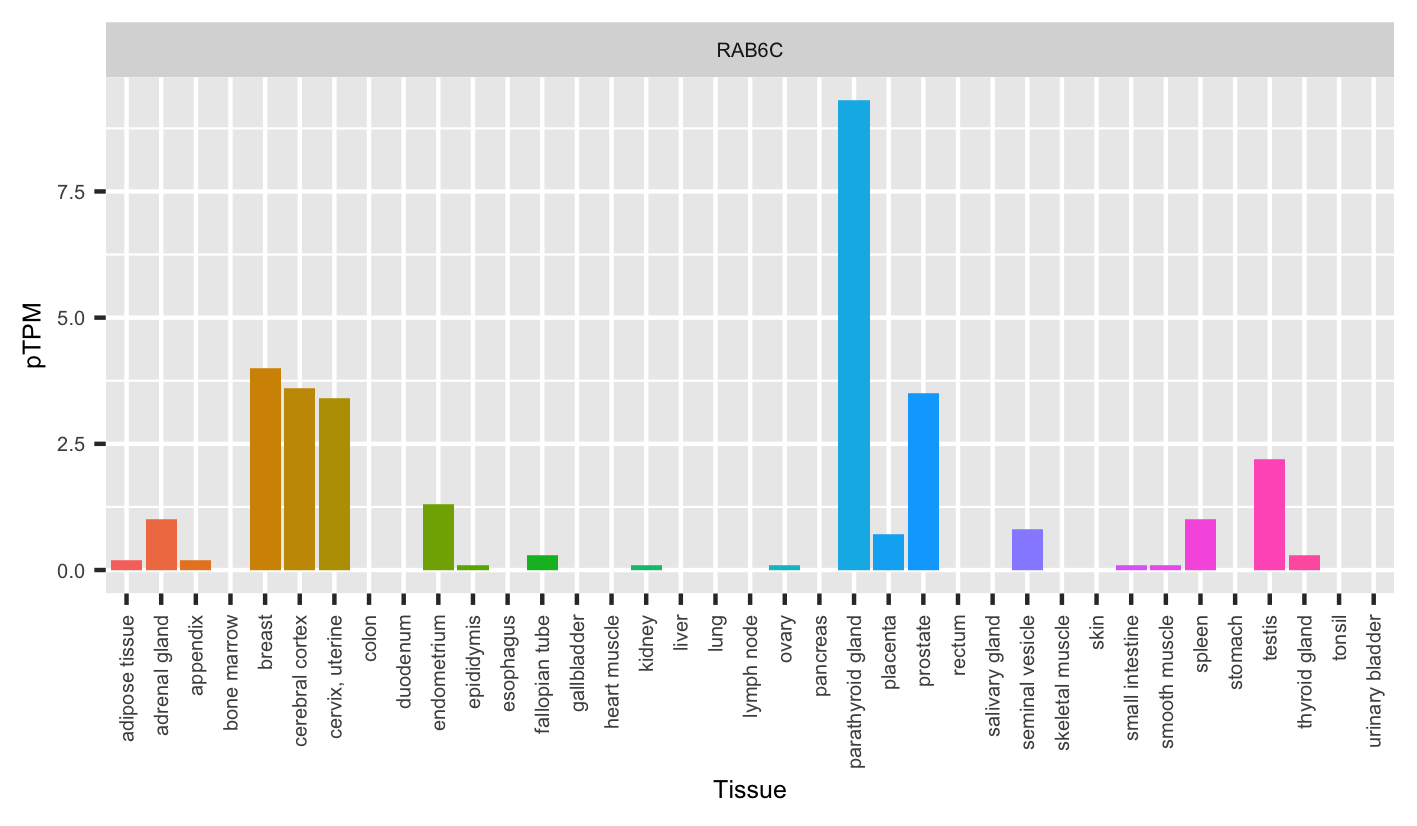 RAB6C
pTPM
7.5
5.0
2.5
0.0
adipose tissue
adrenal gland
appendix
bone marrow
breast
cerebral cortex
cervix, uterine
colon
duodenum
endometrium
epididymis
esophagus
fallopian tube
gallbladder
heart muscle
kidney
liver
lung
lymph node
ovary
pancreas
parathyroid gland
placenta
prostate
rectum
salivary gland
seminal vesicle
skeletal muscle
skin
small intestine
smooth muscle
spleen
stomach
testis
thyroid gland
tonsil
urinary bladder
Tissue